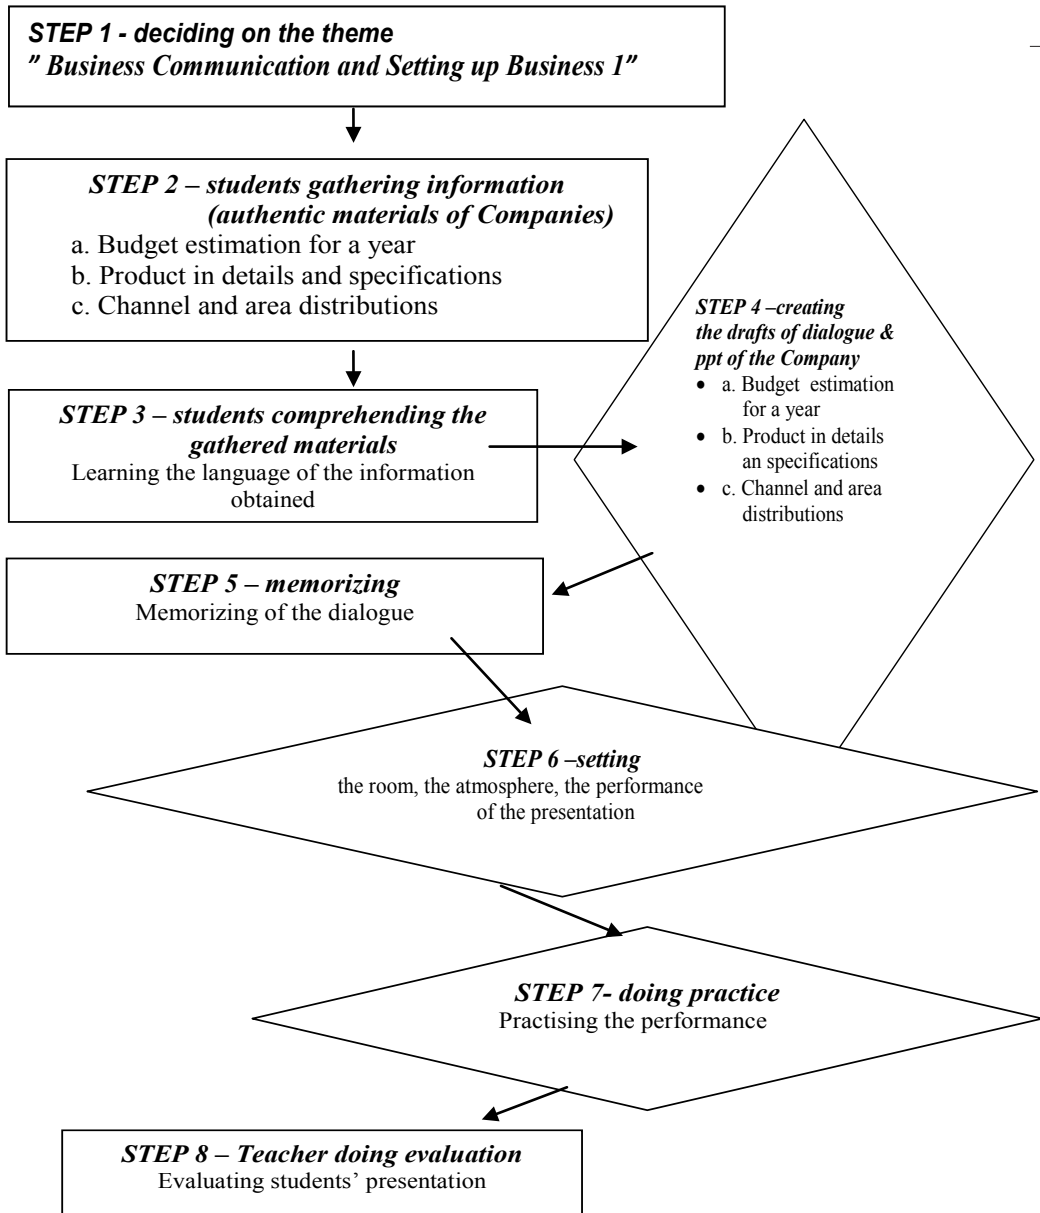 STEP 1 - deciding on the theme
” Business Communication and Setting up Business 1”
STEP 2 – students gathering information
(authentic materials of Companies)
a. Budget estimation for a year
b. Product in details and specifications
c. Channel and area distributions
STEP 3 – students comprehending the
gathered materials
Learning the language of the information
obtained
STEP 4 –creating
the drafts of dialogue &
ppt of the Company
• a. Budget estimation
for a year
• b. Product in details
an specifications
• c. Channel and area
distributions
STEP 5 – memorizing
Memorizing of the dialogue
STEP 6 –setting
the room, the atmosphere, the performance
of the presentation
STEP 7- doing practice
Practising the performance
STEP 8 – Teacher doing evaluation
Evaluating students’ presentation